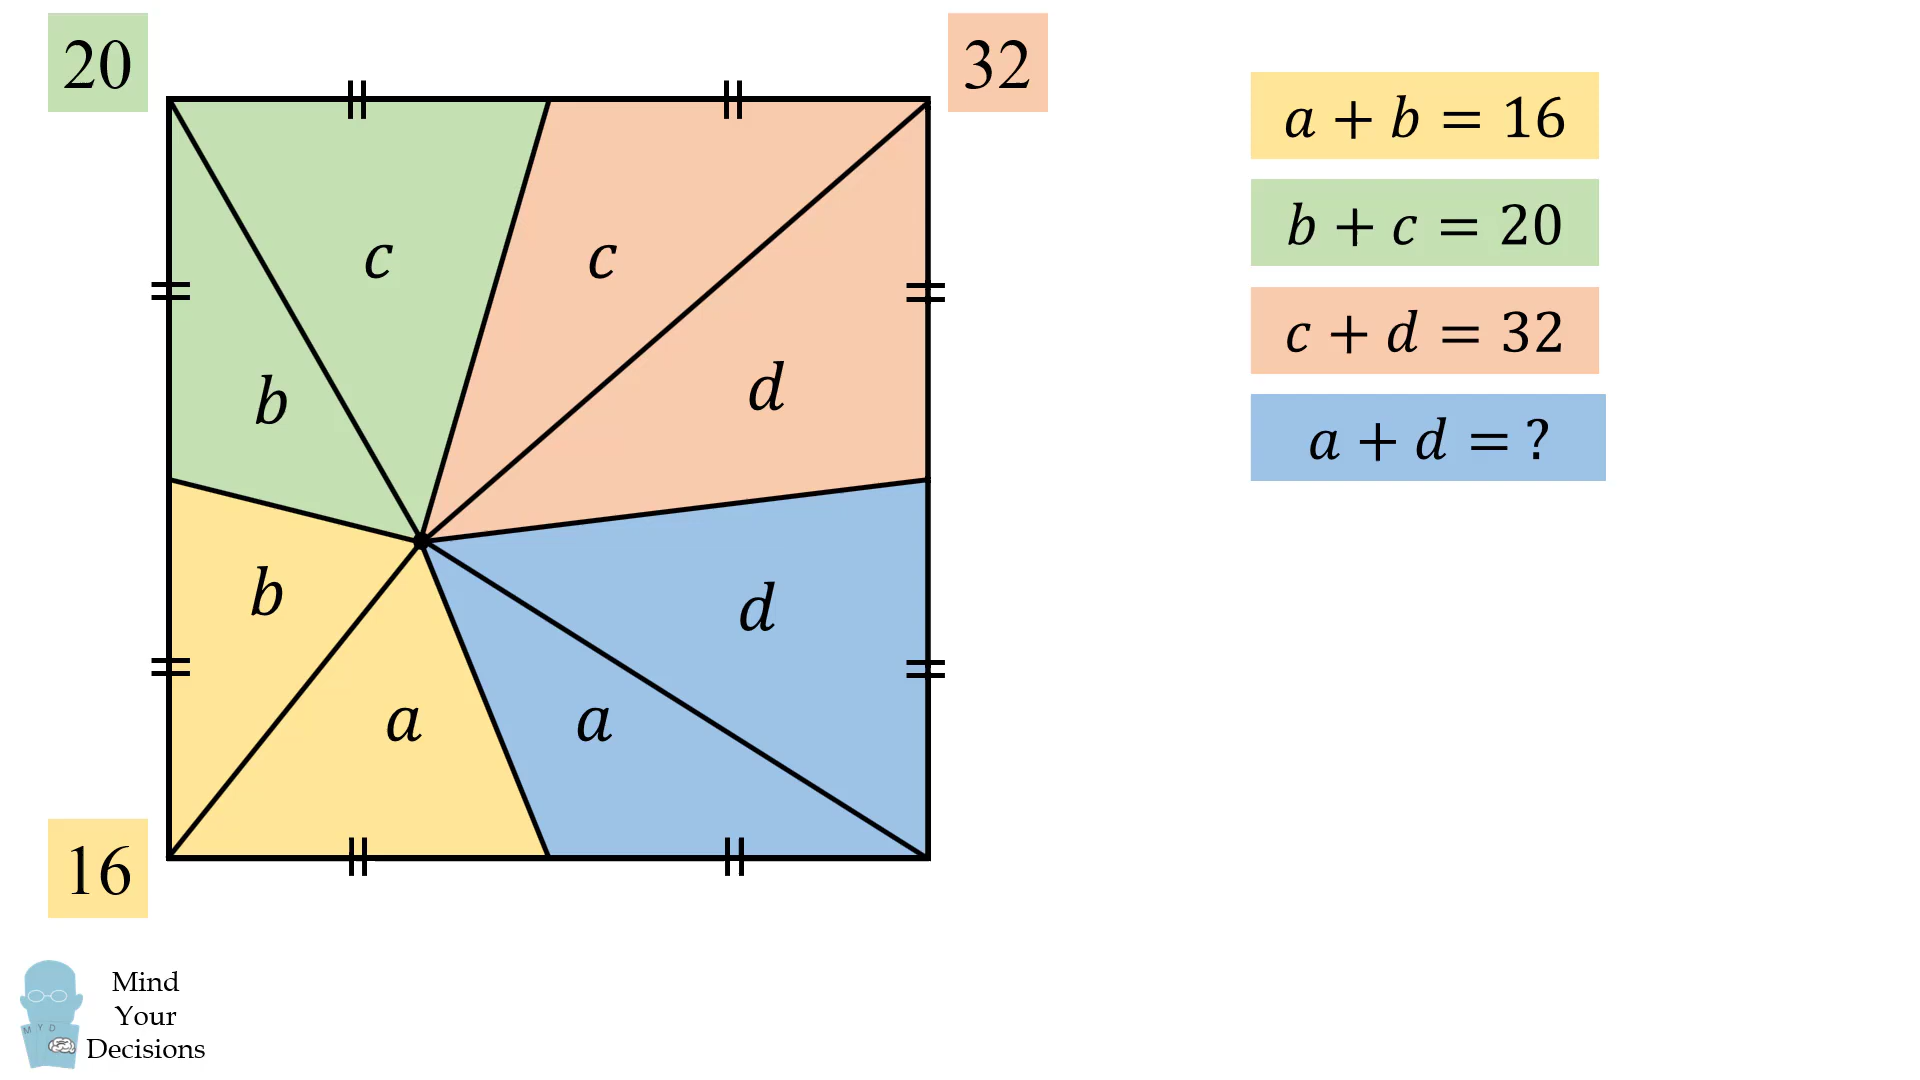 20
32
c
c
b
d
b
d
a
a
16
a + b = 16
b + c = 20
c + d = 32
a + d = ?
M Y D
Mind
Your
Decisions